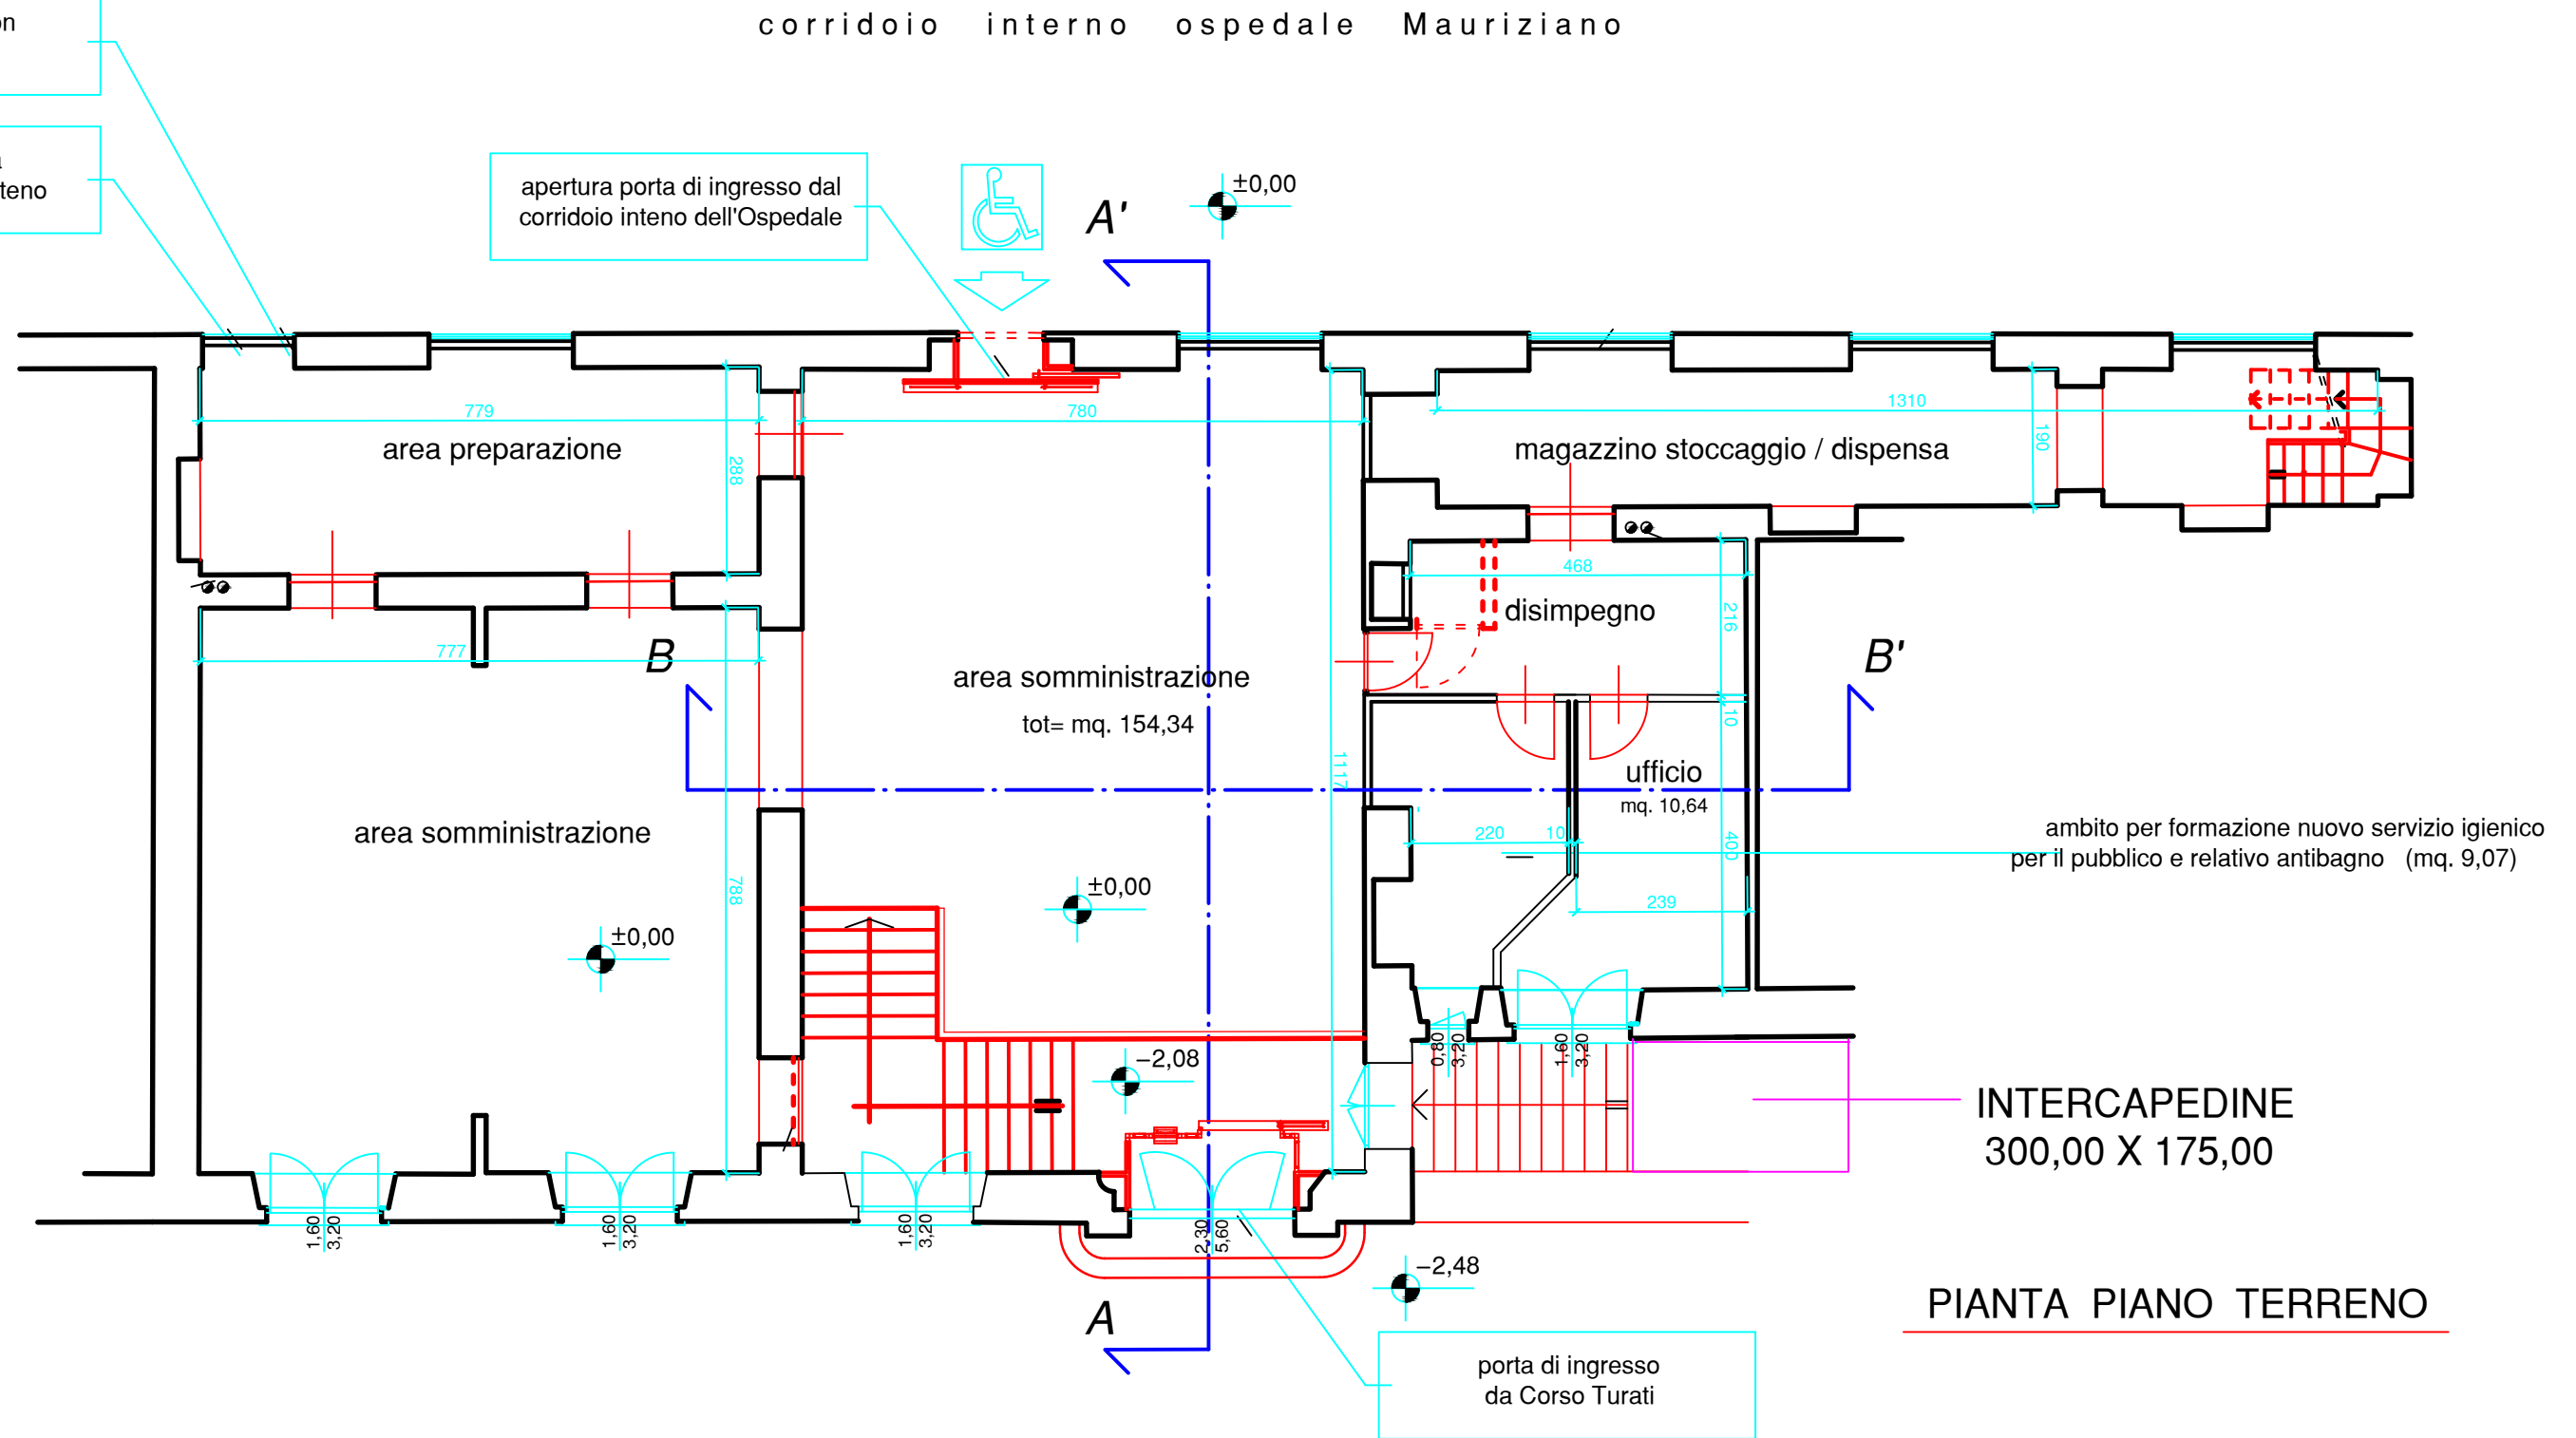 corridoio interno ospedale Mauriziano
on
a
teno
apertura porta di ingresso dal
corridoio inteno dell'Ospedale
A'
±0,00
779
780
1310
area preparazione
288
magazzino stoccaggio / dispensa
190
468
disimpegno
216
777
B
B'
area somministrazione
tot= mq. 154,34
10
1117
ufficio
mq. 10,64
area somministrazione
220
10
400
ambito per formazione nuovo servizio igienico
per il pubblico e relativo antibagno (mq. 9,07)
788
±0,00
239
±0,00
-2,08
0,80
3,20
1,60
3,20
INTERCAPEDINE
300,00 X 175,00
1,60
3,20
1,60
3,20
1,60
3,20
2,30
5,60
-2,48
A
PIANTA PIANO TERRENO
porta di ingresso
da Corso Turati